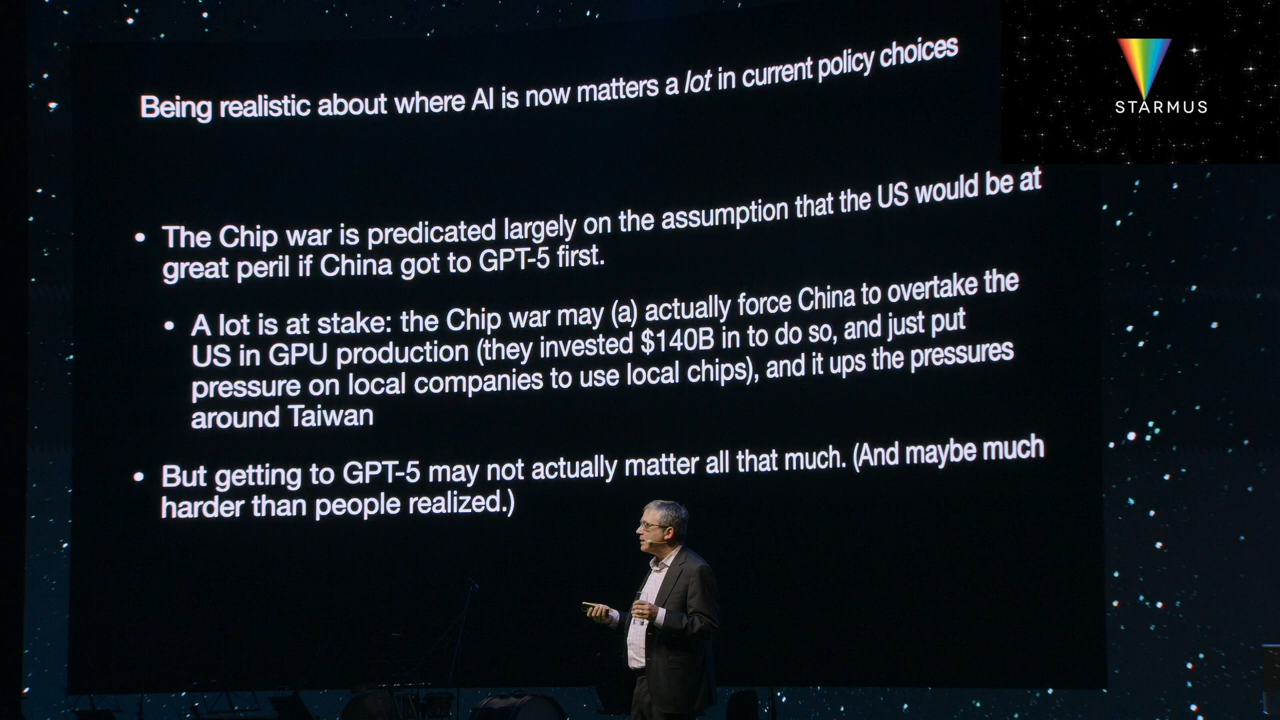 Being realistic about where AI is now matters a lot in current policy choices
STARMUS
• The Chip war is predicated largely on the assumption that the US would be at
great peril if China got to GPT-5 first.
• A lot is at stake: the Chip war may (a) actually force China to overtake the
US in GPU production (they invested $140B in to do so, and just put
pressure on local companies to use local chips), and it ups the pressures
around Taiwan
• But getting to GPT-5 may not actually matter all that much. (And maybe much
harder than people realized.)